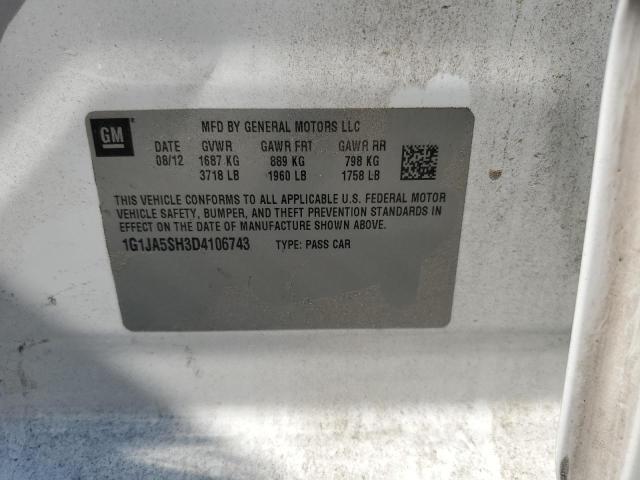 GM
MFD BY GENERAL MOTORS LLC
DATE GVWR GAWR FRT GAWR RR
08/12 1687 KG 889 KG 798 KG
3718 LB 1960 LB 1758 LB
THIS VEHICLE CONFORMS TO ALL APPLICABLE U.S. FEDERAL MOTOR
VEHICLE SAFETY, BUMPER, AND THEFT PREVENTION STANDARDS IN
EFFECT ON THE DATE OF MANUFACTURE SHOWN ABOVE.
1G1JA5SH3D4106743 TYPE: PASS CAR